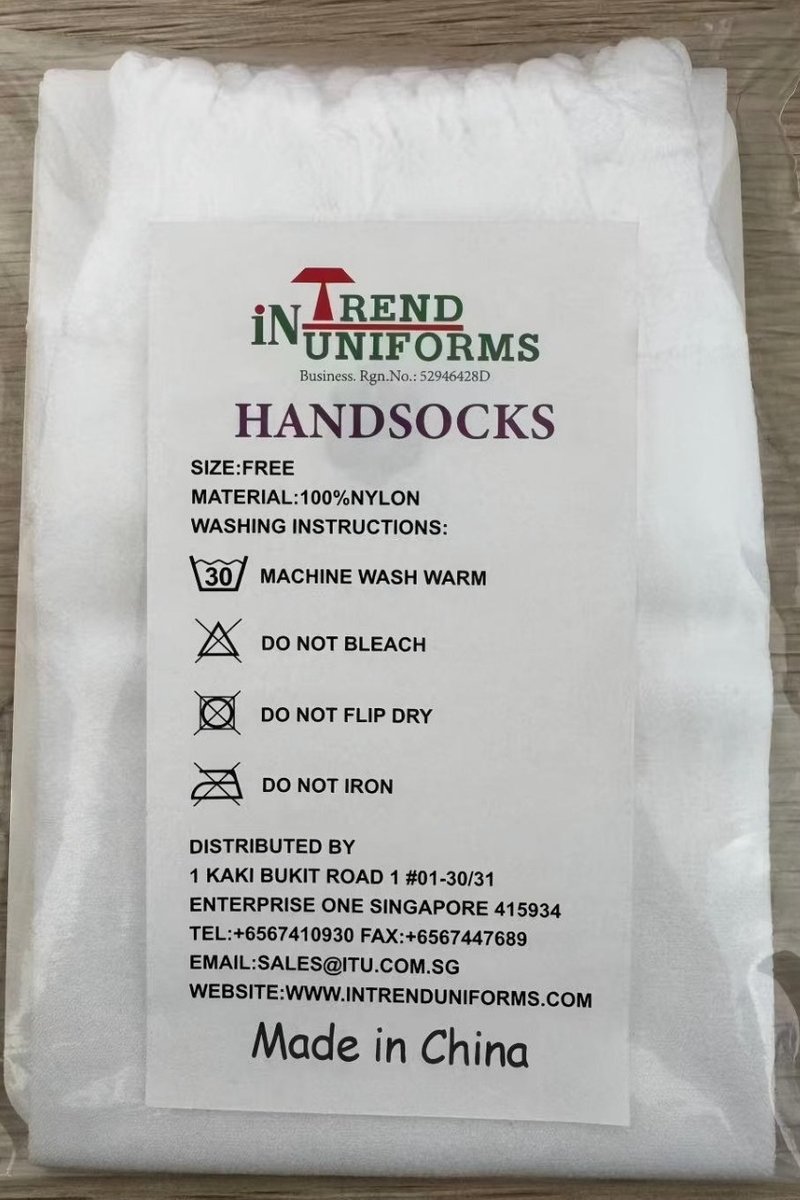 iN TREND
UNIFORMS
Business. Rgn.No.: 52946428D
HANDSOCKS
SIZE:FREE
MATERIAL:100%NYLON
WASHING INSTRUCTIONS:
30 MACHINE WASH WARM
DO NOT BLEACH
DO NOT FLIP DRY
DO NOT IRON
DISTRIBUTED BY
1 KAKI BUKIT ROAD 1 #01-30/31
ENTERPRISE ONE SINGAPORE 415934
TEL:+6567410930 FAX:+6567447689
EMAIL:SALES@ITU.COM.SG
WEBSITE:WWW.INTRENDUNIFORMS.COM
Made in China